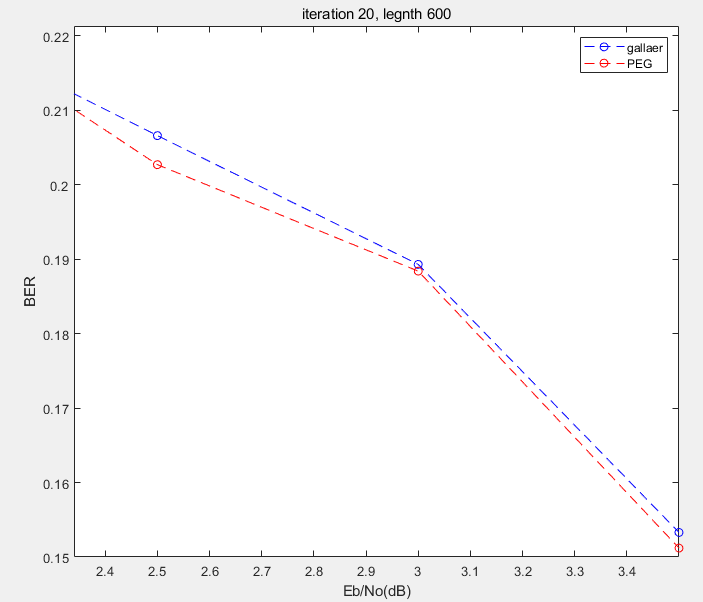 iteration 20, legnth 600
gallaer
PEG
0.22
0.21
0.2
0.19
0.18
0.17
0.16
0.15
BER
2.4 2.5 2.6 2.7 2.8 2.9 3 3.1 3.2 3.3 3.4
Eb/No(dB)